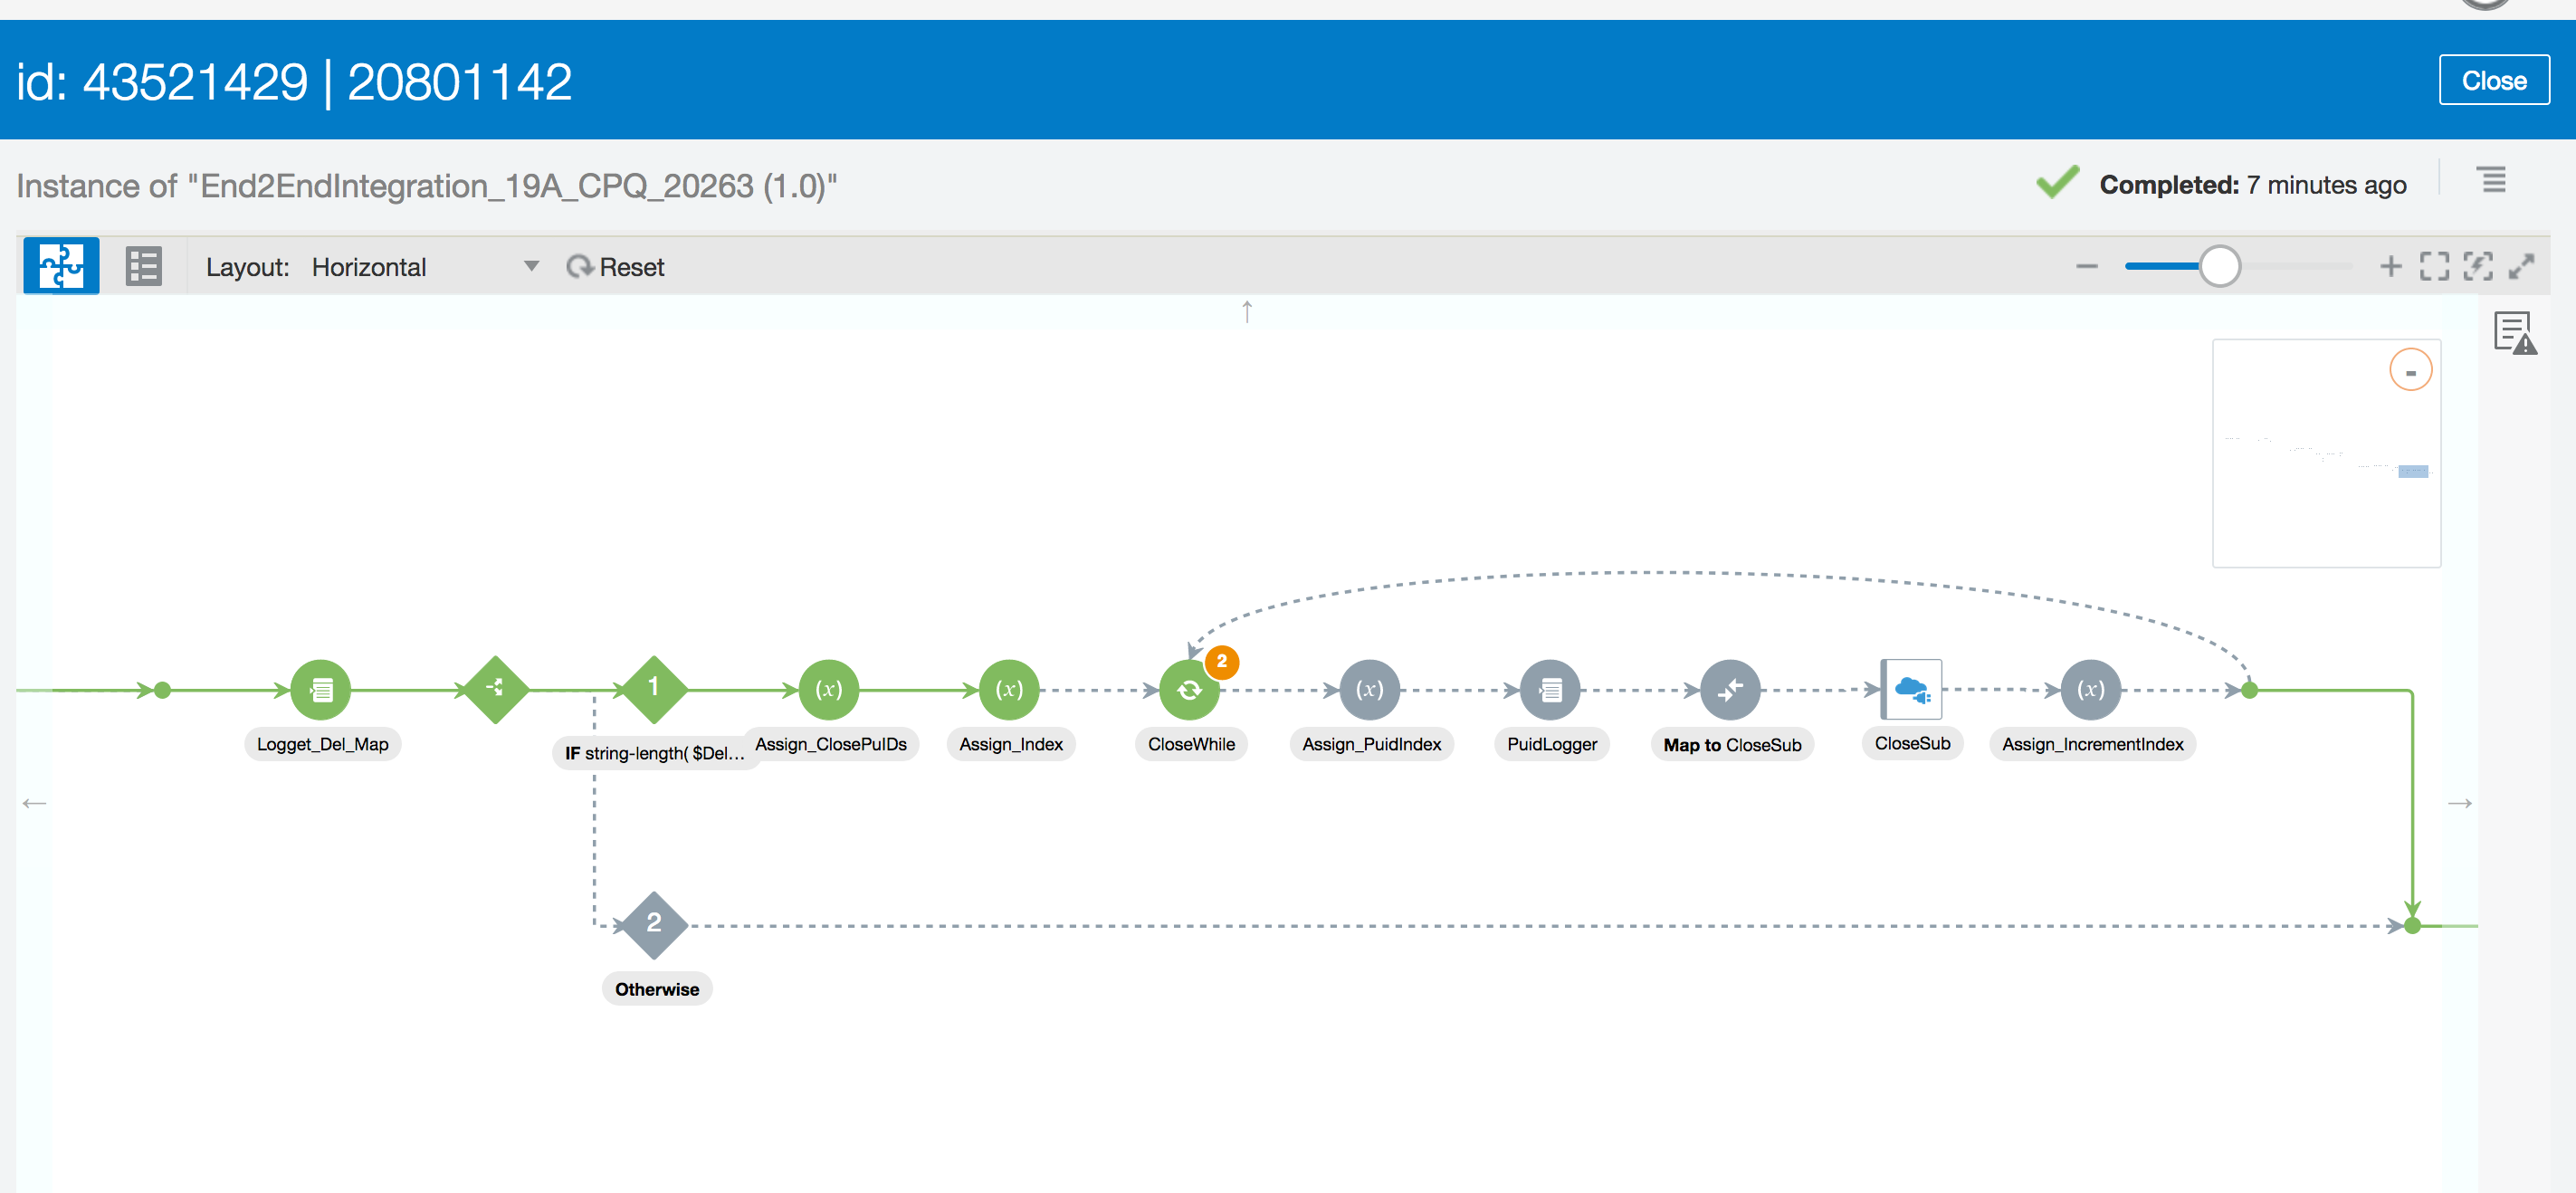 id: 43521429 | 20801142
Close
Instance of "End2EndIntegration_19A_CPQ_20263 (1.0)"
Completed: 7 minutes ago
Layout: Horizontal
Reset
2
1
(x)
(x)
(x)
(x)
Logget_Del_Map
IF string-length( $Del...
Assign_ClosePuIDs
Assign_Index
CloseWhile
Assign_PuidIndex
PuidLogger
Map to CloseSub
CloseSub
Assign_IncrementIndex
2
Otherwise